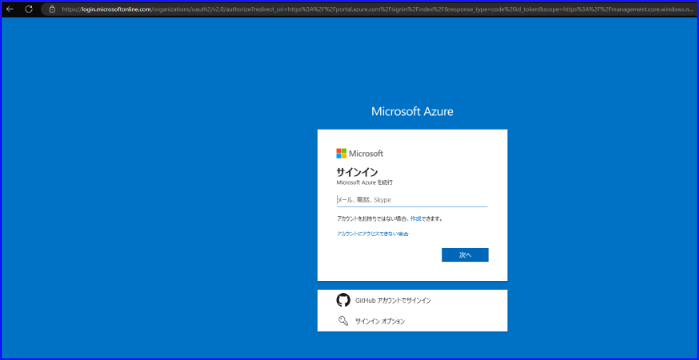 https://login.microsoftonline.com/organizations/oauth2/v2.0/authorize?redirect_uri=https%3A%2F%2Fportal.azure.com%2Fsignin%2Findex%2F&response_type=code%20id_token&scope=https%3A%2F%2Fmanagement.core.windows.n...
Microsoft Azure
Microsoft
サインイン
Microsoft Azure を続行
メール、電話、Skype
アカウントをお持ちではない場合、作成できます。
アカウントにアクセスできない場合
次へ
GitHub アカウントでサインイン
サインイン オプション